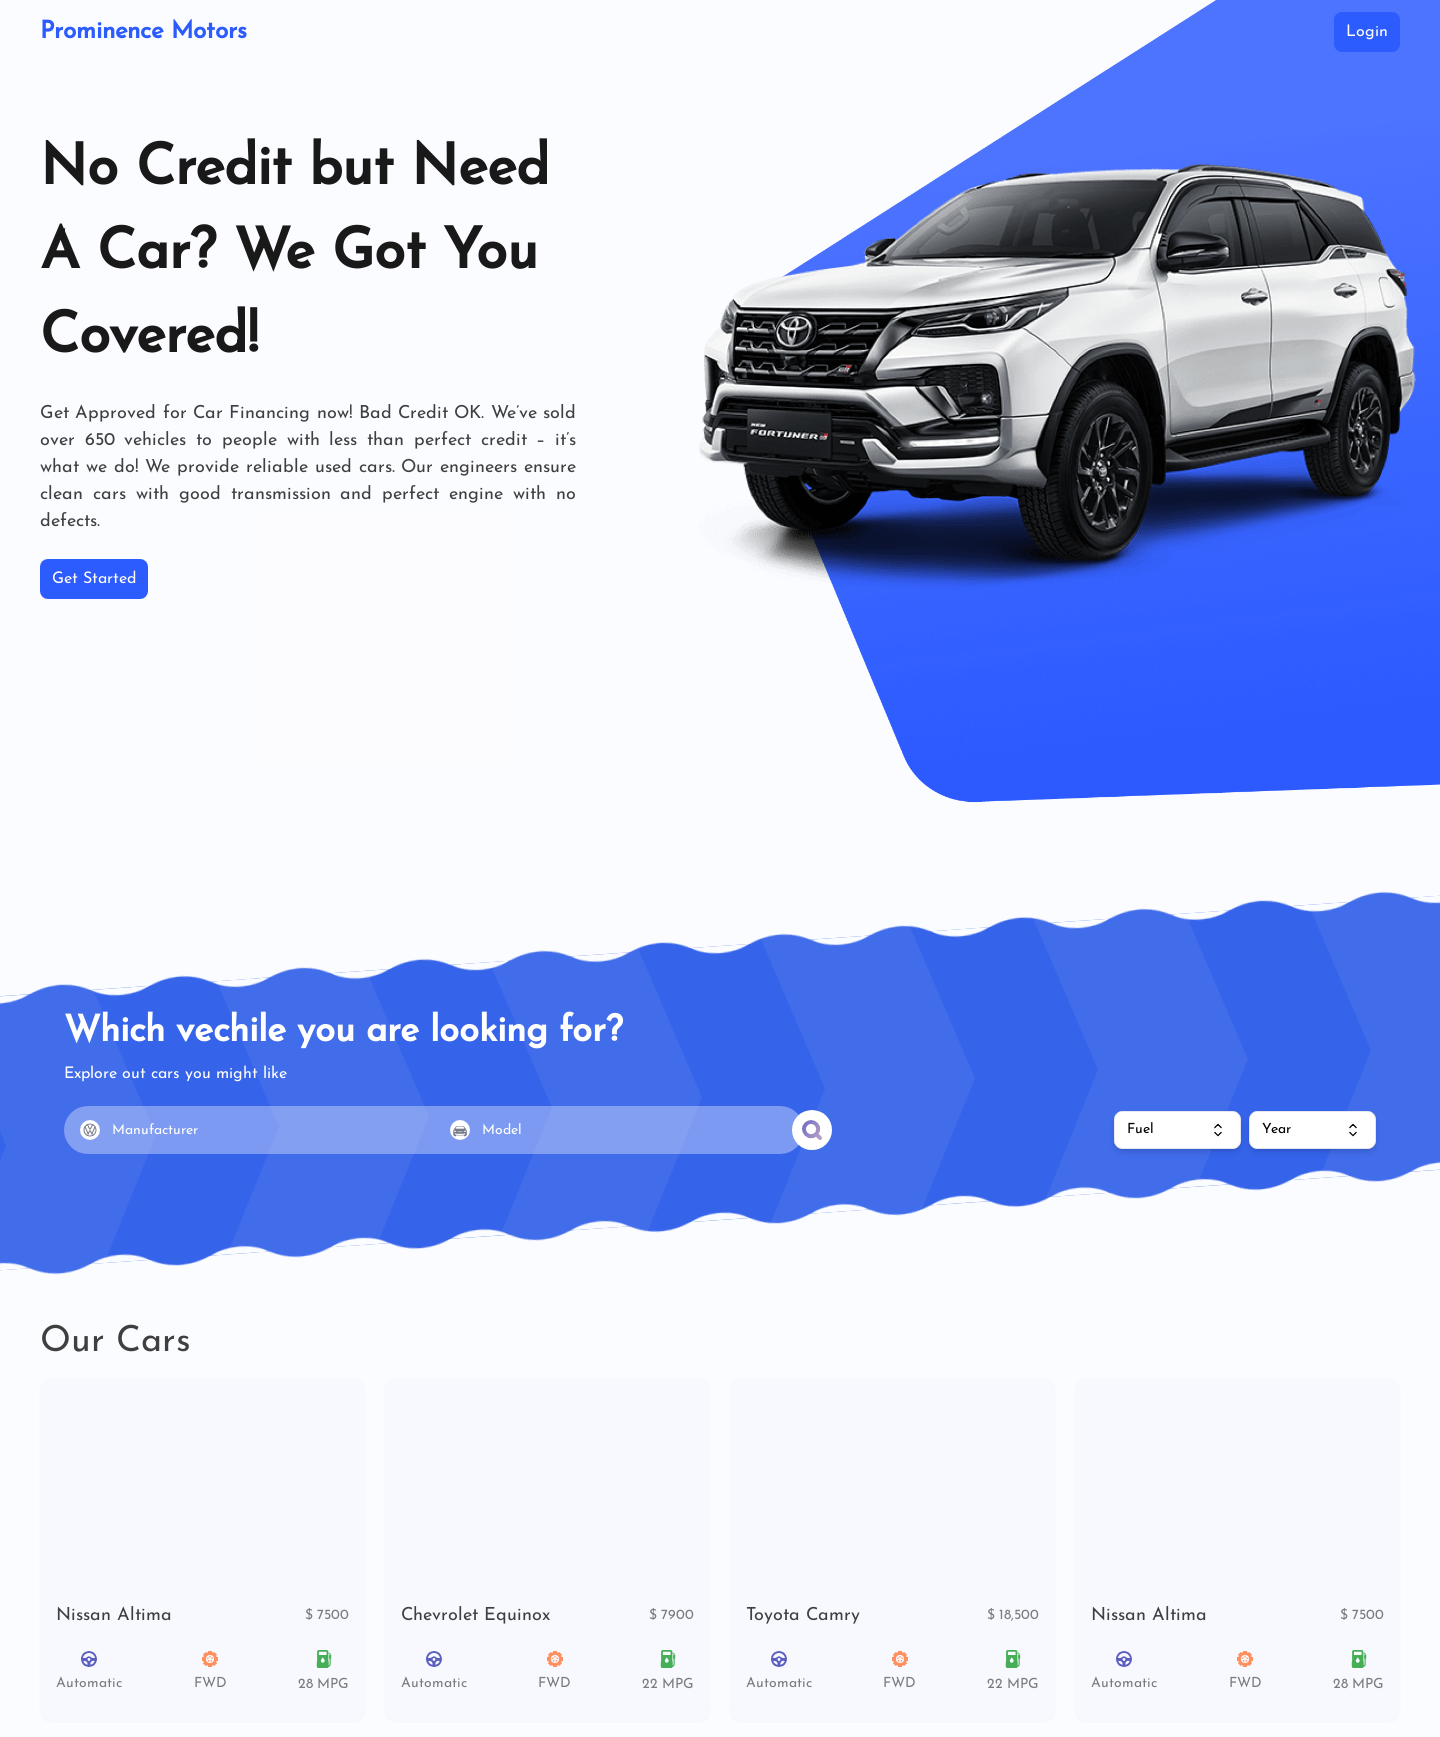 Prominence Motors
Login
No Credit but Need
A Car? We Got You
Covered!
Get Approved for Car Financing now! Bad Credit OK. We've sold
over 650 vehicles to people with less than perfect credit – it's
what we do! We provide reliable used cars. Our engineers ensure
clean cars with good transmission and perfect engine with no
defects.
Get Started
NEW
FORTUNER
GR
Which vechile you are looking for?
Explore out cars you might like
Manufacturer
Model
Fuel
Year
Our Cars
Nissan Altima
$ 7500
Automatic
FWD
28 MPG
Chevrolet Equinox
$ 7900
Automatic
FWD
22 MPG
Toyota Camry
$ 18,500
Automatic
FWD
22 MPG
Nissan Altima
$ 7500
Automatic
FWD
28 MPG